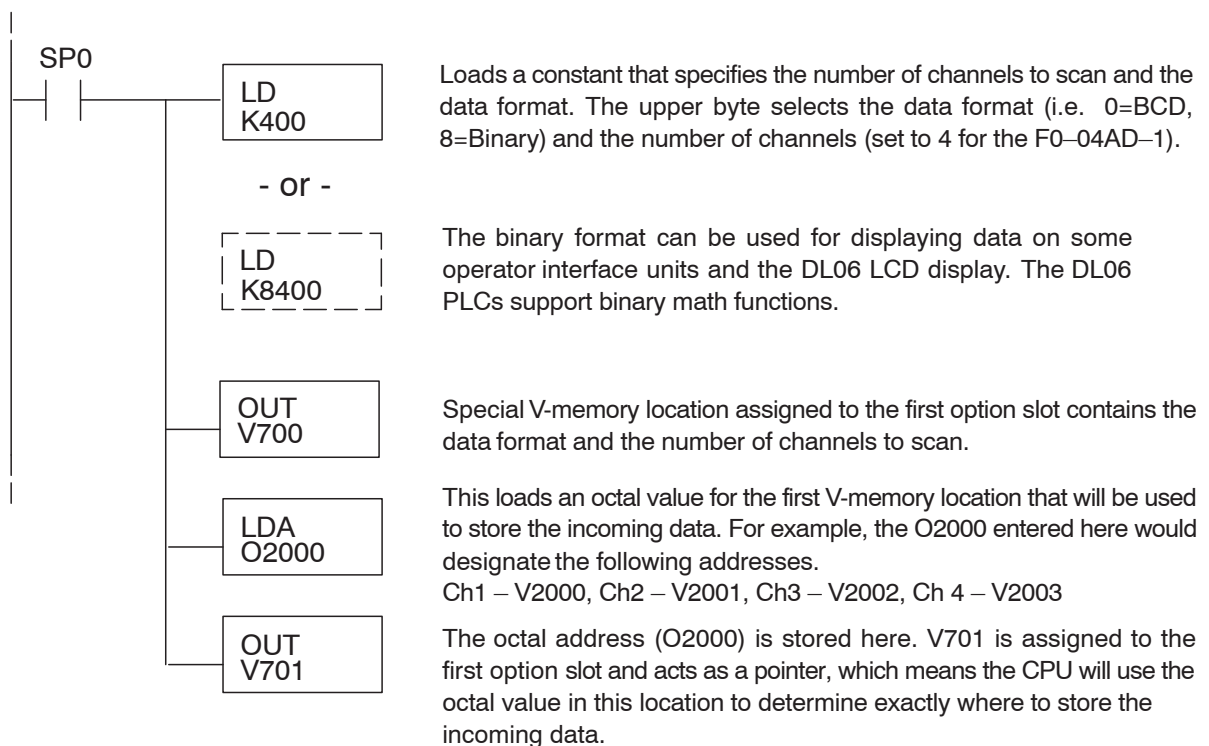 SP0
LD
K400
Loads a constant that specifies the number of channels to scan and the
data format. The upper byte selects the data format (i.e. 0=BCD,
8=Binary) and the number of channels (set to 4 for the F0–04AD–1).
- or -
LD
K8400
The binary format can be used for displaying data on some
operator interface units and the DL06 LCD display. The DL06
PLCs support binary math functions.
OUT
V700
Special V-memory location assigned to the first option slot contains the
data format and the number of channels to scan.
LDA
O2000
This loads an octal value for the first V-memory location that will be used
to store the incoming data. For example, the O2000 entered here would
designate the following addresses.
Ch1 – V2000, Ch2 – V2001, Ch3 – V2002, Ch 4 – V2003
OUT
V701
The octal address (O2000) is stored here. V701 is assigned to the
first option slot and acts as a pointer, which means the CPU will use the
octal value in this location to determine exactly where to store the
incoming data.